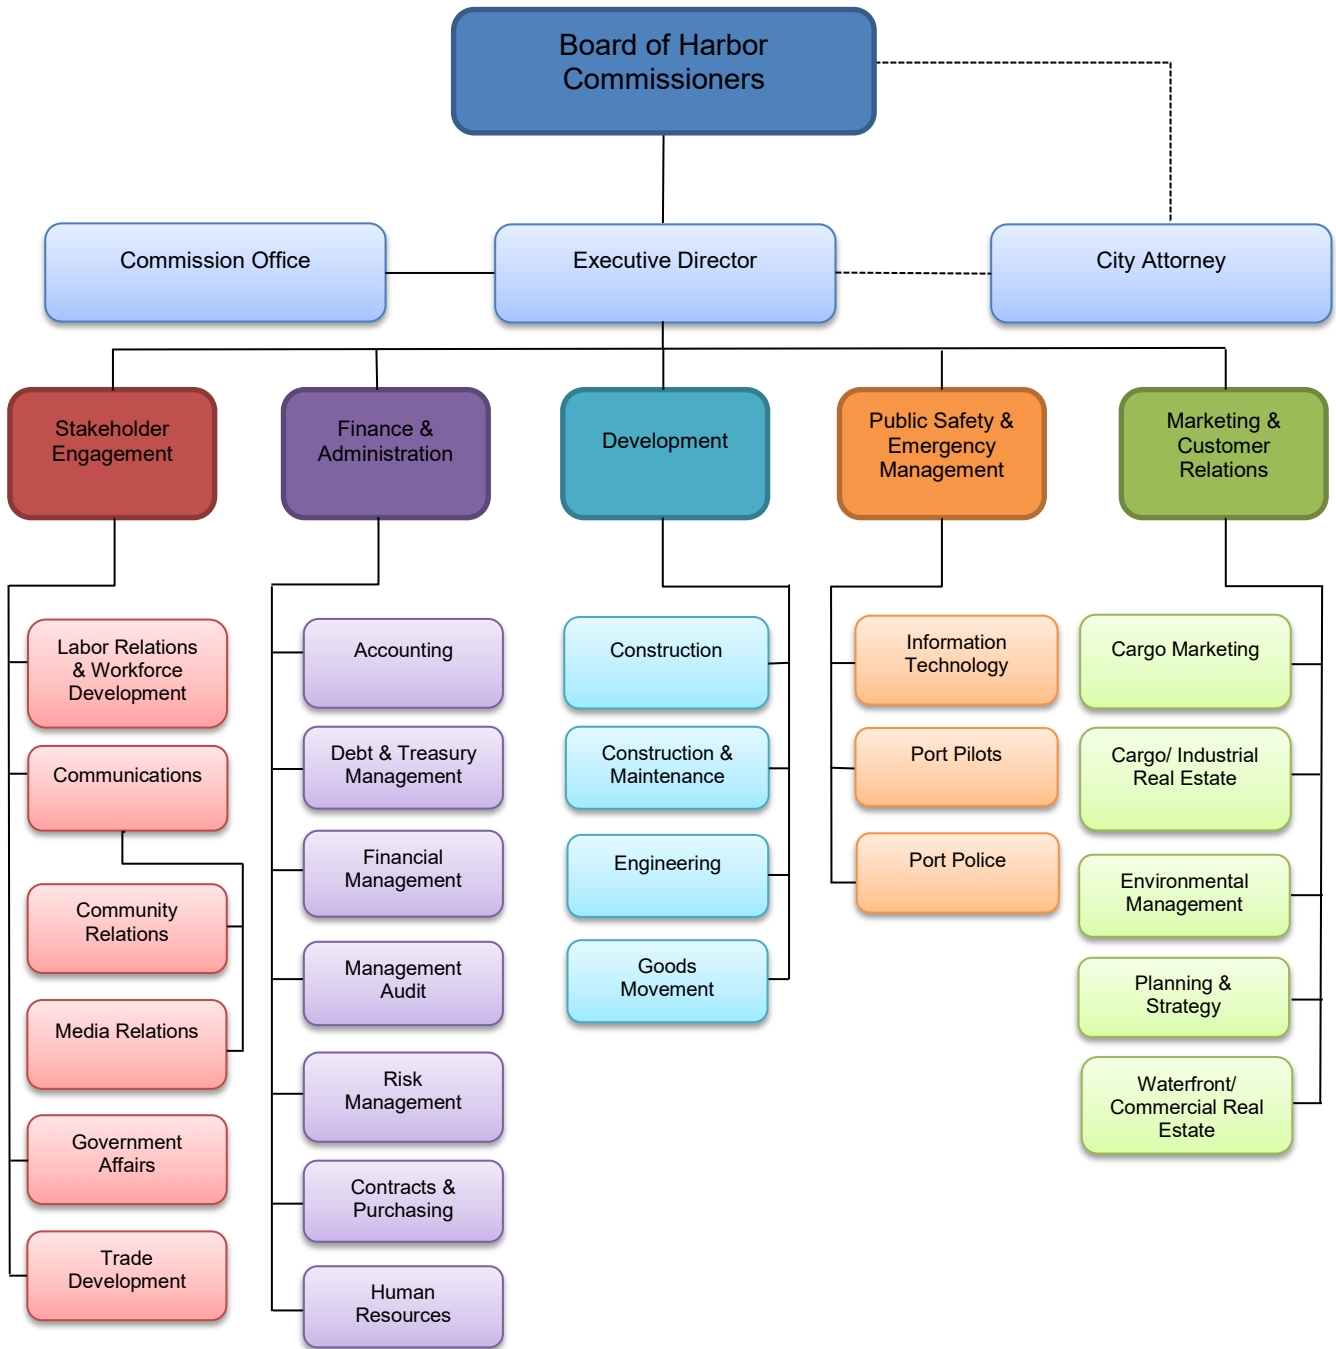 Board of Harbor
Commissioners
Commission Office
Executive Director
City Attorney
Stakeholder
Engagement
Finance &
Administration
Development
Public Safety &
Emergency
Management
Marketing &
Customer
Relations
Labor Relations
& Workforce
Development
Communications
Community
Relations
Media Relations
Government
Affairs
Trade
Development
Accounting
Debt & Treasury
Management
Financial
Management
Management
Audit
Risk
Management
Contracts &
Purchasing
Human
Resources
Construction
Construction &
Maintenance
Engineering
Goods
Movement
Information
Technology
Port Pilots
Port Police
Cargo Marketing
Cargo/ Industrial
Real Estate
Environmental
Management
Planning &
Strategy
Waterfront/
Commercial Real
Estate